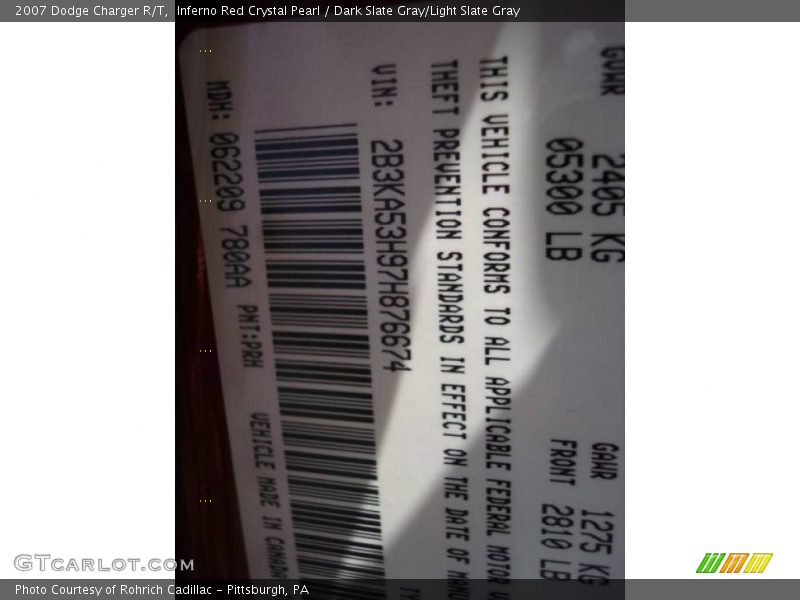 2007 Dodge Charger R/T, Inferno Red Crystal Pearl / Dark Slate Gray/Light Slate Gray
GVWR 2405 KG
05300 LB
GAWR 1275 KG
FRONT 2810 LB
THIS VEHICLE CONFORMS TO ALL APPLICABLE FEDERAL MOTOR
THEFT PREVENTION STANDARDS IN EFFECT ON THE DATE OF
VIN: 2B3KA53H97H876674
MDH: 062209 780AA PNT:PRH VEHICLE MADE IN CANADA
GTcarlot.com
Photo Courtesy of Rohrich Cadillac - Pittsburgh, PA